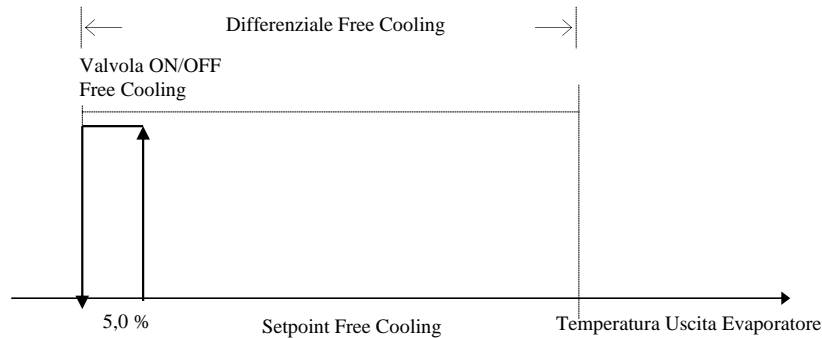 Differenziale Free Cooling
Valvola ON/OFF
Free Cooling
5,0 %
Setpoint Free Cooling
Temperatura Uscita Evaporatore